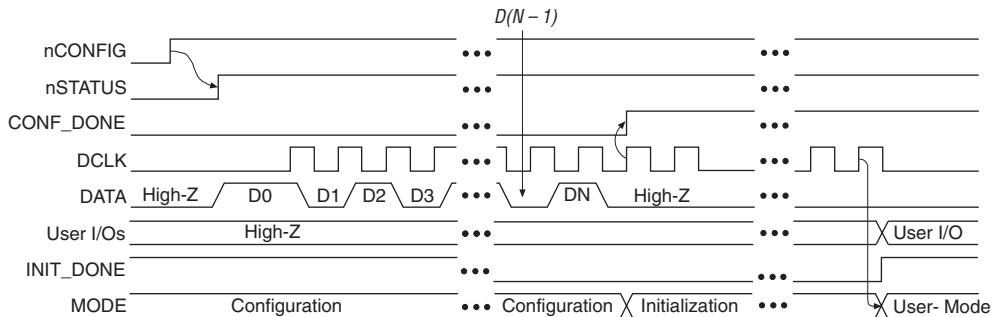 D(N – 1)
nCONFIG
nSTATUS
CONF_DONE
DCLK
DATA High-Z D0 D1 D2 D3 DN High-Z
User I/Os High-Z User I/O
INIT_DONE
MODE Configuration Configuration Initialization User- Mode